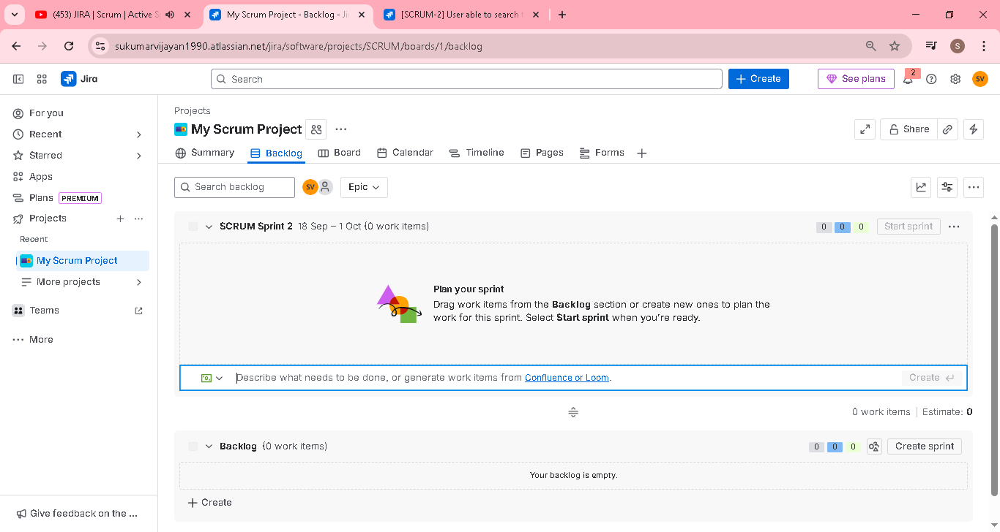 (453) JIRA | Scrum | Active S
My Scrum Project - Backlog - Ji
[SCRUM-2] User able to search f
sukumarvijayan1990.atlassian.net/jira/software/projects/SCRUM/boards/1/backlog
S
Jira
Search
Create
See plans
2
SV
For you
Recent
Starred
Apps
Plans PREMIUM
Projects
Recent
My Scrum Project
More projects
Teams
More
Give feedback on the ...
Projects
My Scrum Project
Share
Summary
Backlog
Board
Calendar
Timeline
Pages
Forms
Search backlog
SV
Epic
SCRUM Sprint 2 18 Sep – 1 Oct (0 work items)
0 0 0
Start sprint
Plan your sprint
Drag work items from the Backlog section or create new ones to plan the
work for this sprint. Select Start sprint when you're ready.
Describe what needs to be done, or generate work items from Confluence or Loom.
Create
0 work items
Estimate: 0
Backlog (0 work items)
0 0 0
Create sprint
Your backlog is empty.
Create